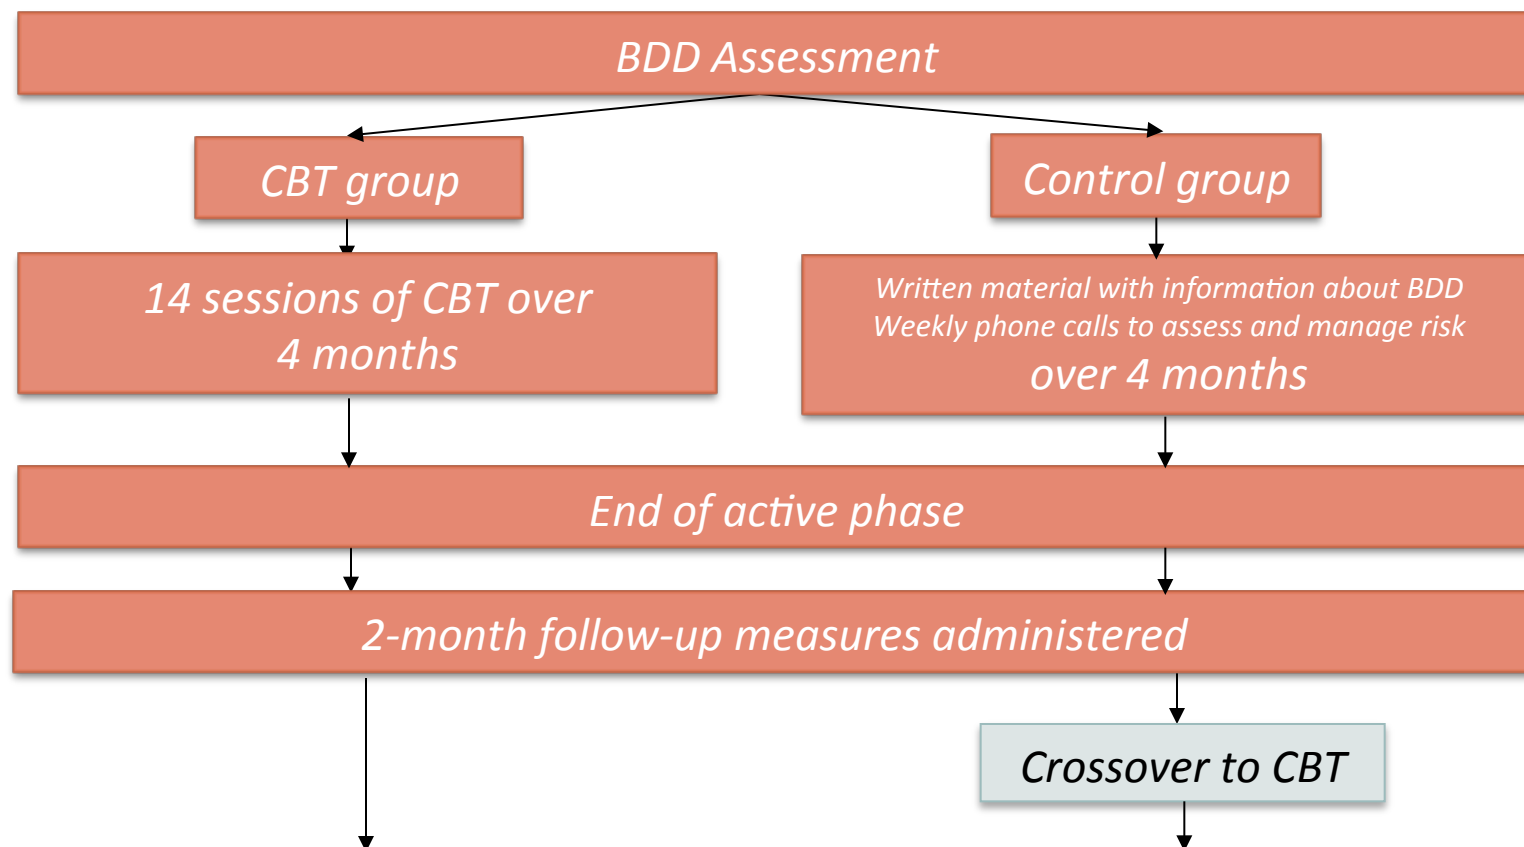 BDD Assessment
CBT group
Control group
14 sessions of CBT over
4 months
Written material with information about BDD
Weekly phone calls to assess and manage risk
over 4 months
End of active phase
2-month follow-up measures administered
Crossover to CBT